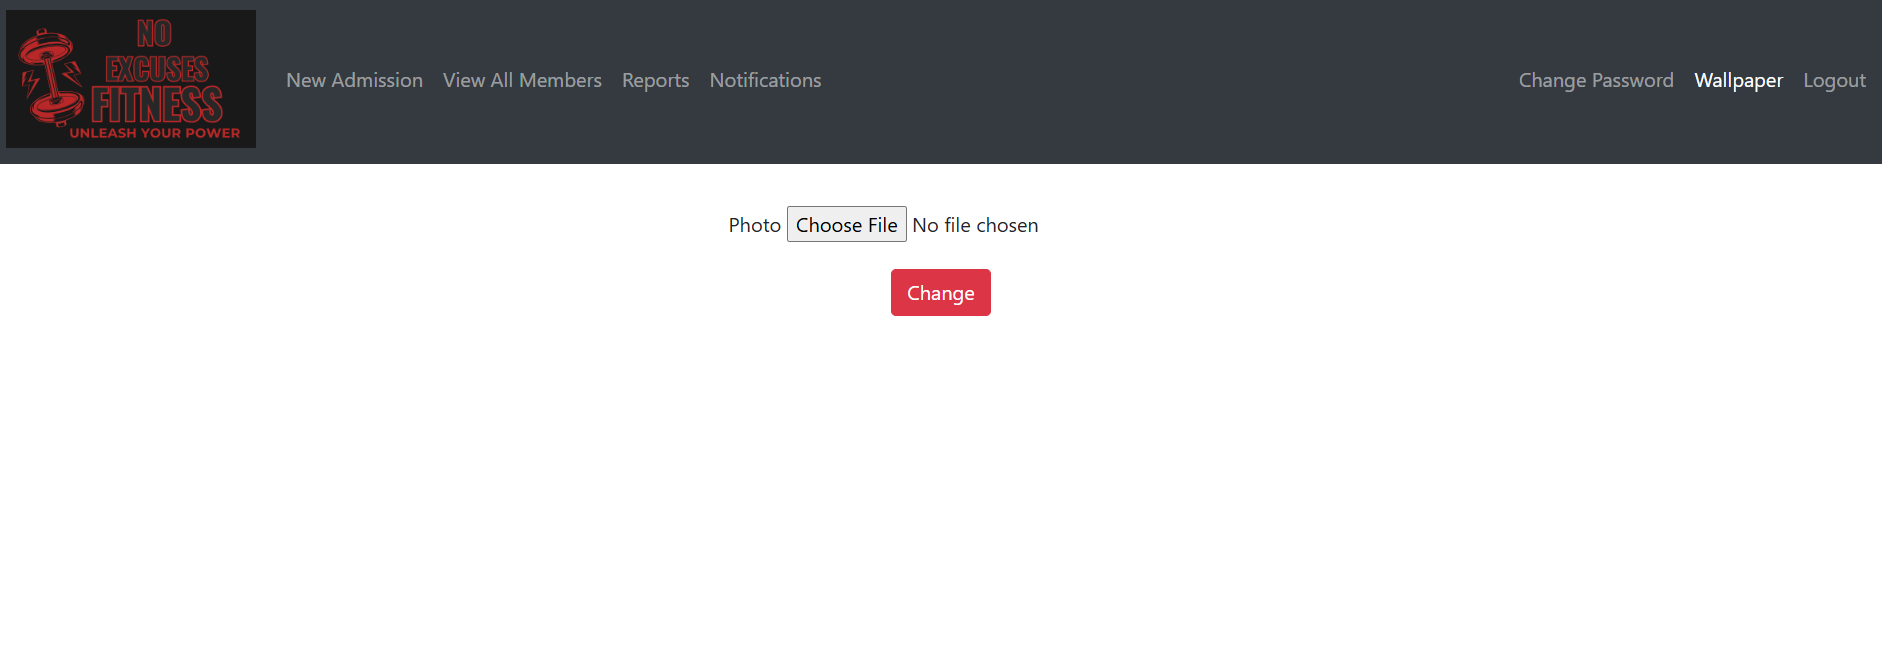 NO
EXCUSES
FITNESS
UNLEASH YOUR POWER
New Admission View All Members Reports Notifications Change Password Wallpaper Logout
Photo Choose File No file chosen
Change